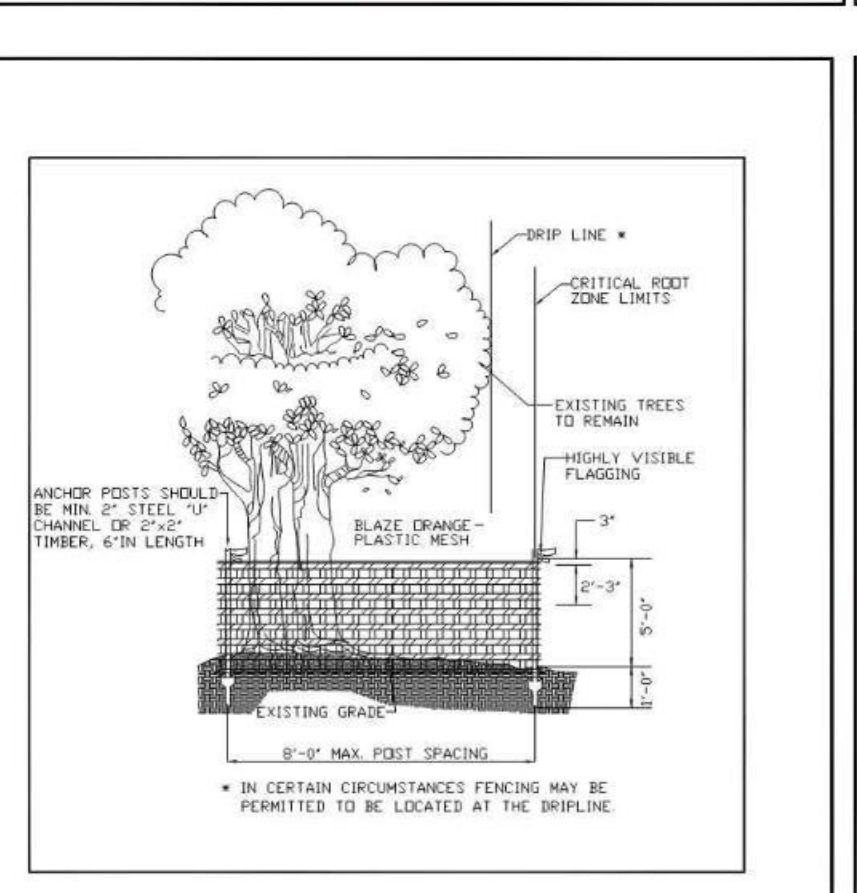 DRIP LINE *
CRITICAL ROOT
ZONE LIMITS
EXISTING TREES
TO REMAIN
HIGHLY VISIBLE
FLAGGING
ANCHOR POSTS SHOULD
BE MIN. 2" STEEL "U"
CHANNEL OR 2"x2"
TIMBER, 6"IN LENGTH
BLAZE ORANGE
PLASTIC MESH
3"
2'-3"
5'-0"
1'-0"
EXISTING GRADE
8'-0" MAX. POST SPACING
* IN CERTAIN CIRCUMSTANCES FENCING MAY BE
PERMITTED TO BE LOCATED AT THE DRIPLINE.